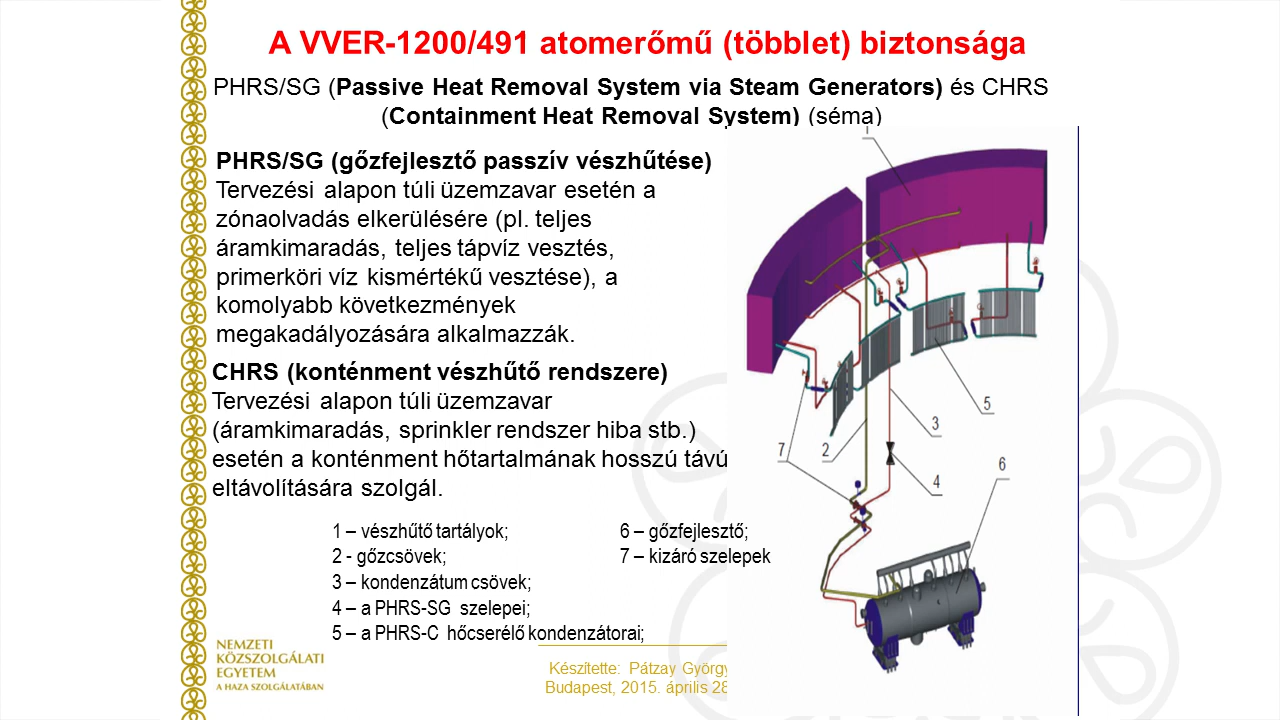 A VVER-1200/491 atomerőmű (többlet) biztonsága
PHRS/SG (Passive Heat Removal System via Steam Generators) és CHRS
(Containment Heat Removal System) (séma)
PHRS/SG (gőzfejlesztő passzív vészhűtése)
Tervezési alapon túli üzemzavar esetén a
zónaolvadás elkerülésére (pl. teljes
áramkimaradás, teljes tápvíz vesztés,
primerköri víz kismértékű vesztése), a
komolyabb következmények
megakadályozására alkalmazzák.
CHRS (konténment vészhűtő rendszere)
Tervezési alapon túli üzemzavar
(áramkimaradás, sprinkler rendszer hiba stb.)
esetén a konténment hőtartalmának hosszú távú
eltávolítására szolgál.
1 – vészhűtő tartályok;
2 - gőzcsövek;
3 – kondenzátum csövek;
4 – a PHRS-SG szelepei;
5 – a PHRS-C hőcserélő kondenzátorai;
6 – gőzfejlesztő;
7 – kizáró szelepek
1
5
3
7
2
4
6
NEMZETI
KÖZSZOLGÁLATI
EGYETEM
A HAZA SZOLGÁLATÁBAN
Készítette: Pátzay György
Budapest, 2015. április 28